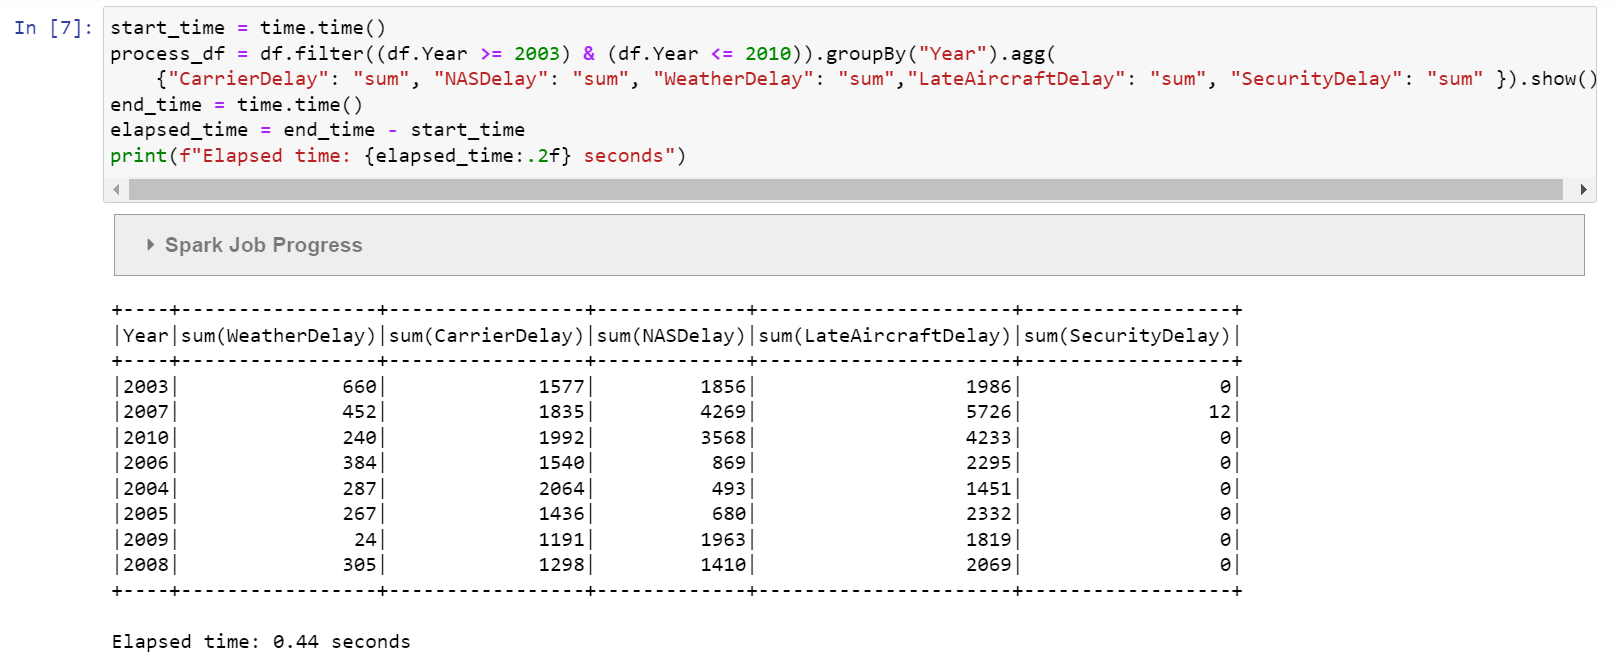 In [7]: start_time = time.time()
process_df = df.filter((df.Year >= 2003) & (df.Year <= 2010)).groupBy("Year").agg(
    {"CarrierDelay": "sum", "NASDelay": "sum", "WeatherDelay": "sum","LateAircraftDelay": "sum", "SecurityDelay": "sum" }).show()
end_time = time.time()
elapsed_time = end_time - start_time
print(f"Elapsed time: {elapsed_time:.2f} seconds")
Spark Job Progress
+----+-----------------+-----------------+-------------+----------------------+------------------+
|Year|sum(WeatherDelay)|sum(CarrierDelay)|sum(NASDelay)|sum(LateAircraftDelay)|sum(SecurityDelay)|
+----+-----------------+-----------------+-------------+----------------------+------------------+
|2003|              660|             1577|         1856|                  1986|                 0|
|2007|              452|             1835|         4269|                  5726|                12|
|2010|              240|             1992|         3568|                  4233|                 0|
|2006|              384|             1540|          869|                  2295|                 0|
|2004|              287|             2064|          493|                  1451|                 0|
|2005|              267|             1436|          680|                  2332|                 0|
|2009|               24|             1191|         1963|                  1819|                 0|
|2008|              305|             1298|         1410|                  2069|                 0|
+----+-----------------+-----------------+-------------+----------------------+------------------+
Elapsed time: 0.44 seconds